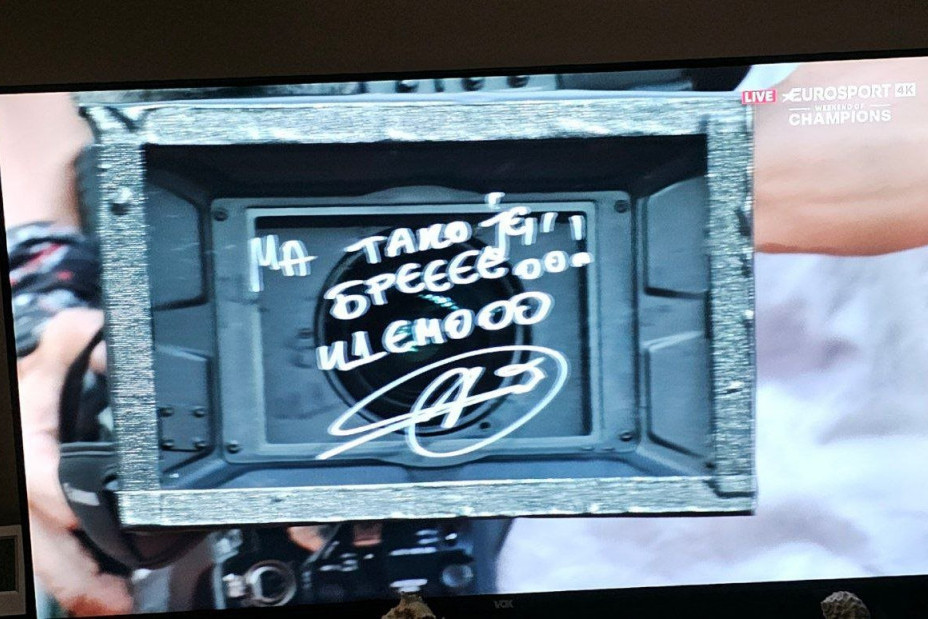 LIVE EUROSPORT 4K
WEEKEND OF
CHAMPIONS
МА ТАКО ЈЕ!!!
БРЕЕЕЕ...
ИДЕМООО